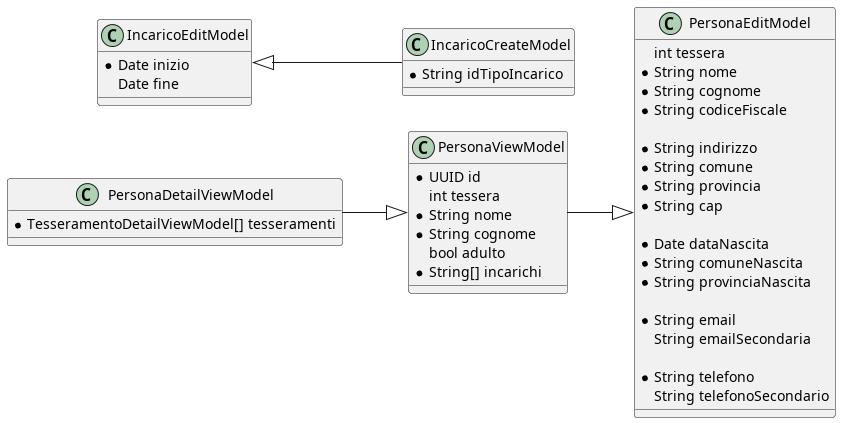 C IncaricoEditModel
* Date inizio
Date fine
C IncaricoCreateModel
* String idTipoIncarico
C PersonaDetailViewModel
* TesseramentoDetailViewModel[] tesseramenti
C PersonaViewModel
* UUID id
int tessera
* String nome
* String cognome
bool adulto
* String[] incarichi
C PersonaEditModel
int tessera
* String nome
* String cognome
* String codiceFiscale
* String indirizzo
* String comune
* String provincia
* String cap
* Date dataNascita
* String comuneNascita
* String provinciaNascita
* String email
String emailSecondaria
* String telefono
String telefonoSecondario